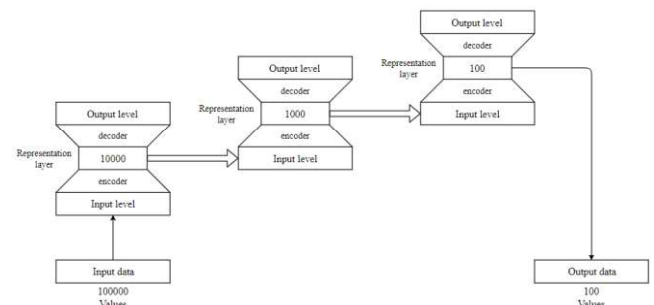 Output level
decoder
Representation
layer
10000
encoder
Input level
Input data
100000
Values
Output level
decoder
Representation
layer
1000
encoder
Input level
Output level
decoder
Representation
layer
100
encoder
Input level
Output data
100
Values